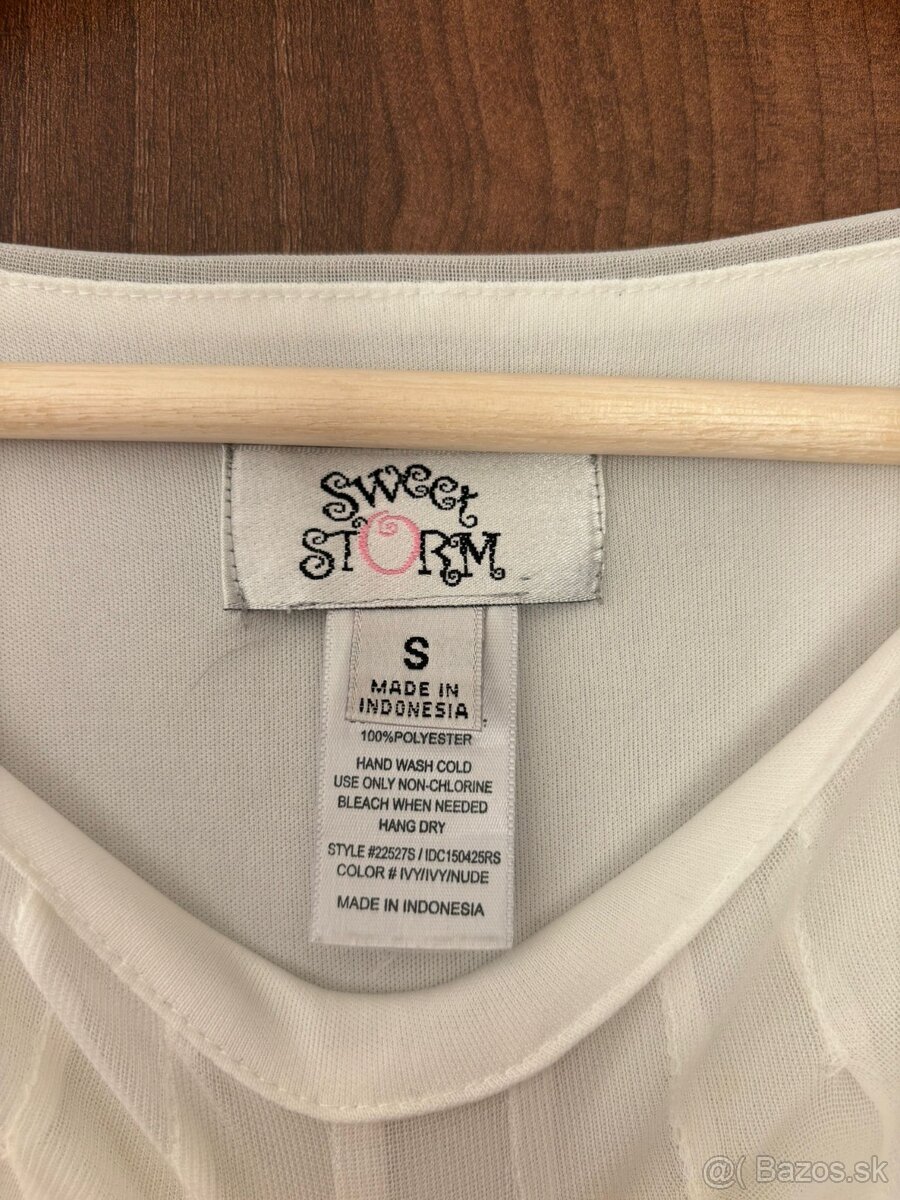 Sweet
STORM
S
MADE IN
INDONESIA
100%POLYESTER
HAND WASH COLD
USE ONLY NON-CHLORINE
BLEACH WHEN NEEDED
HANG DRY
STYLE #22527S / IDC150425RS
COLOR # IVY/IVY/NUDE
MADE IN INDONESIA
@( Bazos.sk